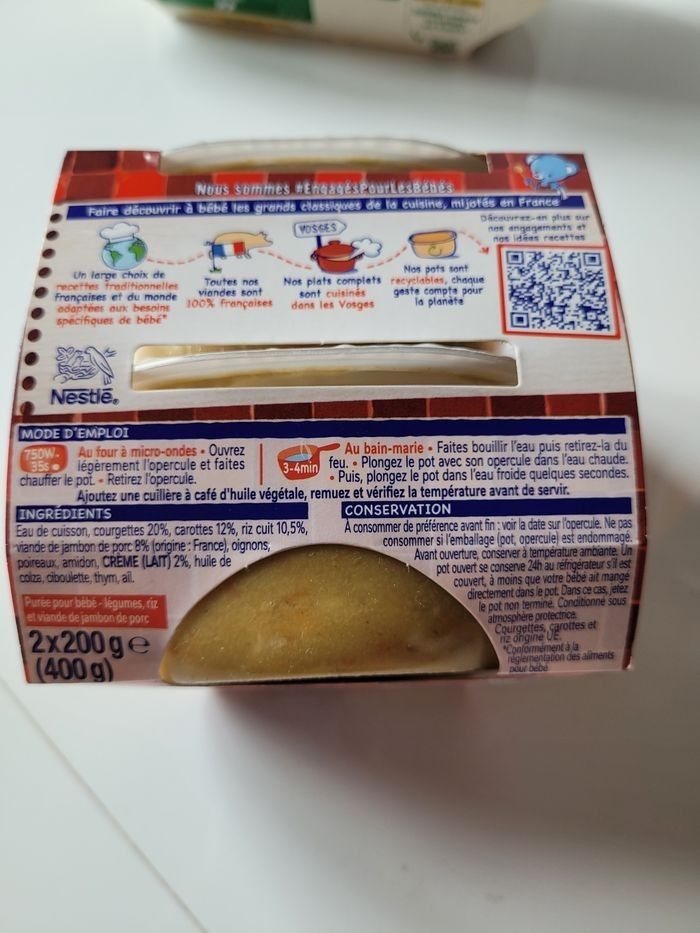 Nous sommes #EngagésPourLesBébés
Faire découvrir à bébé les grands classiques de la cuisine, mijotés en France
Un large choix de
recettes traditionnelles
françaises et du monde
adaptées aux besoins
spécifiques de bébé*
Toutes nos
viandes sont
100% françaises
VOSGES
Nos plats complets
sont cuisinés
dans les Vosges
Nos pots sont
recyclables, chaque
geste compte pour
la planète
Découvrez-en plus sur
nos engagements et
nos idées recettes
Nestlé®
MODE D'EMPLOI
750W-
35s
Au four à micro-ondes • Ouvrez
légèrement l'opercule et faites
chauffer le pot. • Retirez l'opercule.
3-4min
Au bain-marie • Faites bouillir l'eau puis retirez-la du
feu. • Plongez le pot avec son opercule dans l'eau chaude.
• Puis, plongez le pot dans l'eau froide quelques secondes.
Ajoutez une cuillère à café d'huile végétale, remuez et vérifiez la température avant de servir.
INGRÉDIENTS
Eau de cuisson, courgettes 20%, carottes 12%, riz cuit 10,5%,
viande de jambon de porc 8% (origine : France), oignons,
poireaux, amidon, CRÈME (LAIT) 2%, huile de
colza, ciboulette, thym, ail.
Purée pour bébé - légumes, riz
et viande de jambon de porc
2x200g e
(400 g)
CONSERVATION
A consommer de préférence avant fin : voir la date sur l'opercule. Ne pas
consommer si l'emballage (pot, opercule) est endommagé.
Avant ouverture, conserver à température ambiante. Un
pot ouvert se conserve 24h au réfrigérateur s'il est
couvert, à moins que votre bébé ait mangé
directement dans le pot. Dans ce cas, jetez
le pot non terminé. Conditionné sous
atmosphère protectrice.
Courgettes, carottes et
riz origine UE.
*Conformément à la
réglementation des aliments
pour bébé